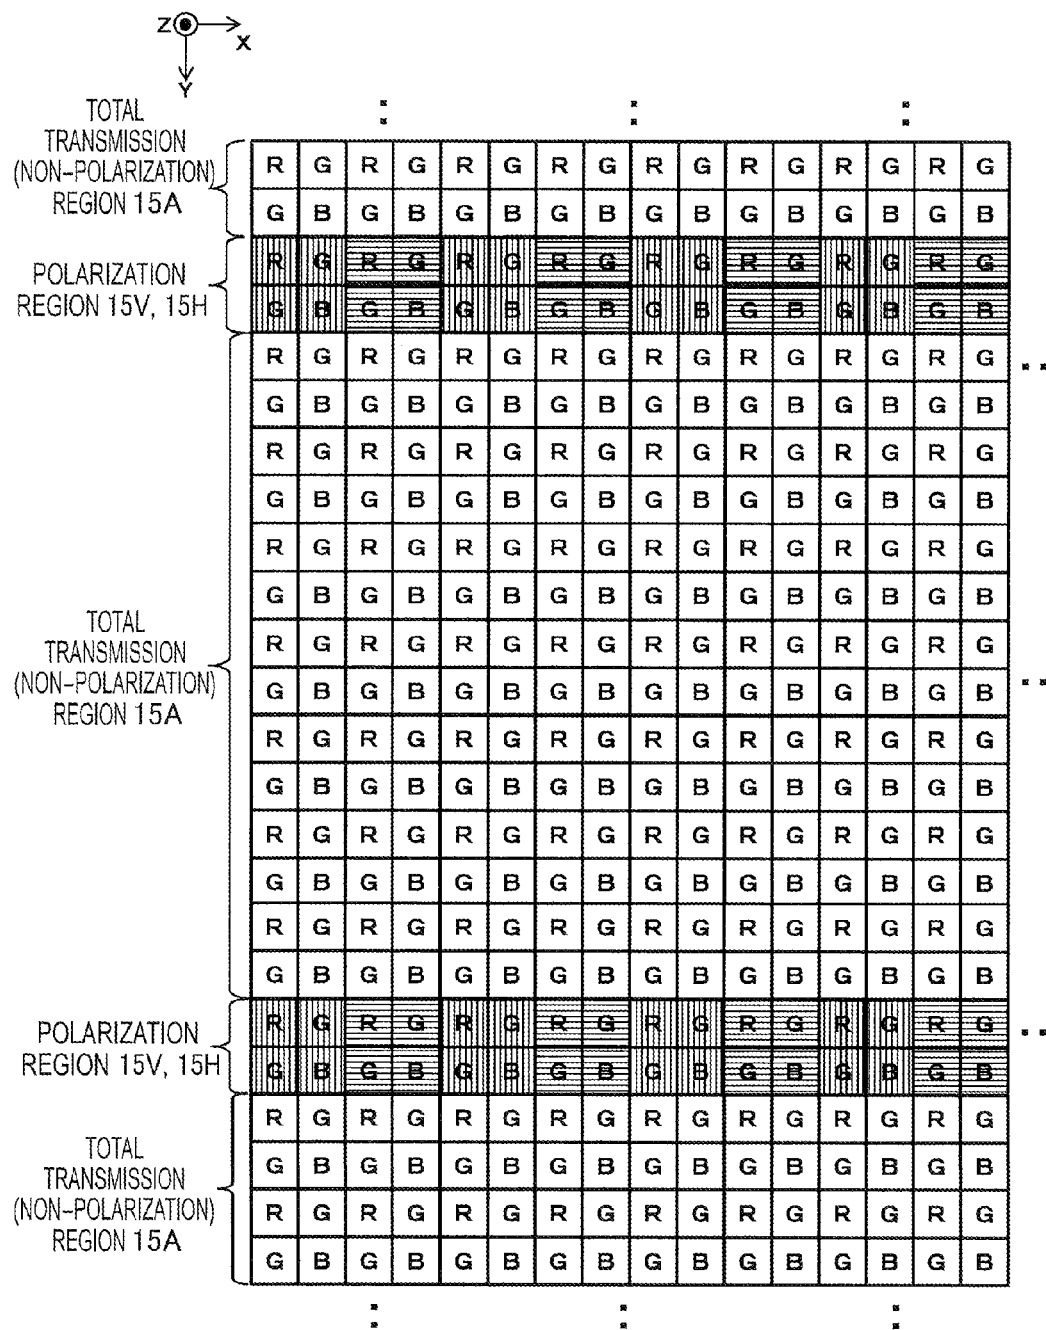 Z
X
Y
TOTAL
TRANSMISSION
(NON-POLARIZATION)
REGION 15A
R G R G R G R G R G R G R G R G
G B G B G B G B G B G B G B G B
POLARIZATION
REGION 15V, 15H
R G R G R G R G R G R G R G R G
G B G B G B G B G B G B G B G B
TOTAL
TRANSMISSION
(NON-POLARIZATION)
REGION 15A
R G R G R G R G R G R G R G R G
G B G B G B G B G B G B G B G B
R G R G R G R G R G R G R G R G
G B G B G B G B G B G B G B G B
R G R G R G R G R G R G R G R G
G B G B G B G B G B G B G B G B
R G R G R G R G R G R G R G R G
G B G B G B G B G B G B G B G B
R G R G R G R G R G R G R G R G
G B G B G B G B G B G B G B G B
R G R G R G R G R G R G R G R G
G B G B G B G B G B G B G B G B
R G R G R G R G R G R G R G R G
G B G B G B G B G B G B G B G B
POLARIZATION
REGION 15V, 15H
R G R G R G R G R G R G R G R G
G B G B G B G B G B G B G B G B
TOTAL
TRANSMISSION
(NON-POLARIZATION)
REGION 15A
R G R G R G R G R G R G R G R G
G B G B G B G B G B G B G B G B
R G R G R G R G R G R G R G R G
G B G B G B G B G B G B G B G B